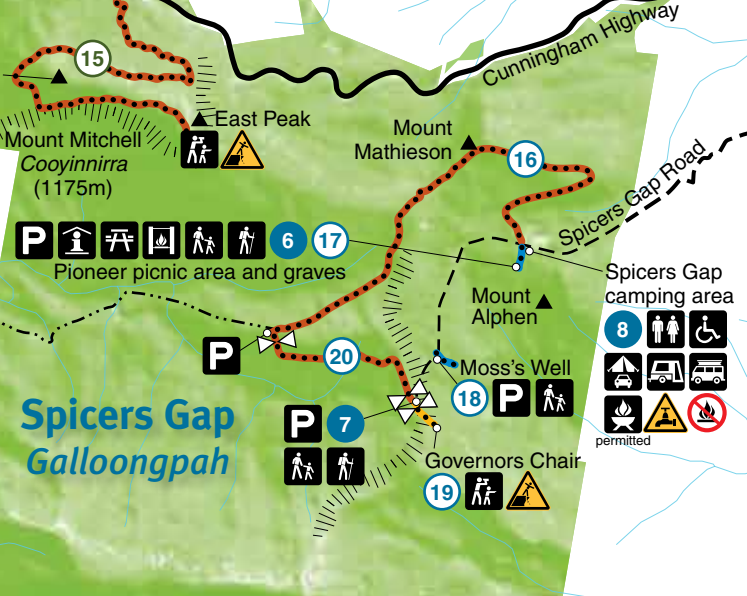 Cunningham Highway
15
East Peak
Mount Mitchell
Cooyinnirra
(1175m)
Mount
Mathieson
16
Spicers Gap Road
P
6
17
Pioneer picnic area and graves
Spicers Gap
camping area
8
permitted
Mount
Alphen
P
20
Moss's Well
18
P
Spicers Gap
Galloongpah
P
7
Governors Chair
19